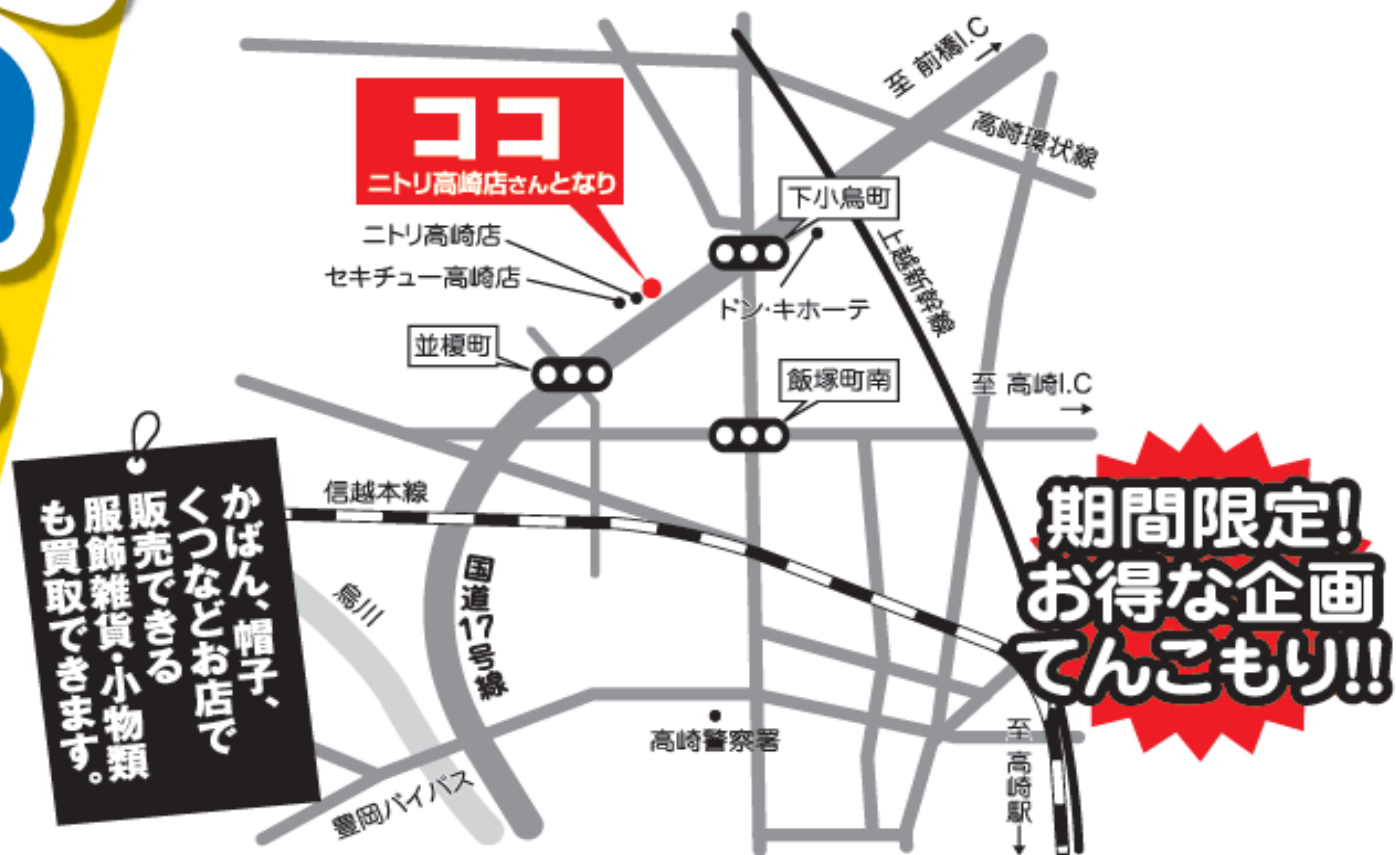 至 前橋I.C
高崎環状線
ココ
ニトリ高崎店さんとなり
下小鳥町
ニトリ高崎店
セキチュー高崎店
上越新幹線
ドン・キホーテ
並榎町
飯塚町南
至 高崎I.C
信越本線
かばん、帽子、
くつなどお店で
販売できる
服飾雑貨・小物類
も買取できます。
期間限定!
お得な企画
てんこもり!!
烏川
国道17号線
高崎警察署
至 高崎駅
豊岡バイパス